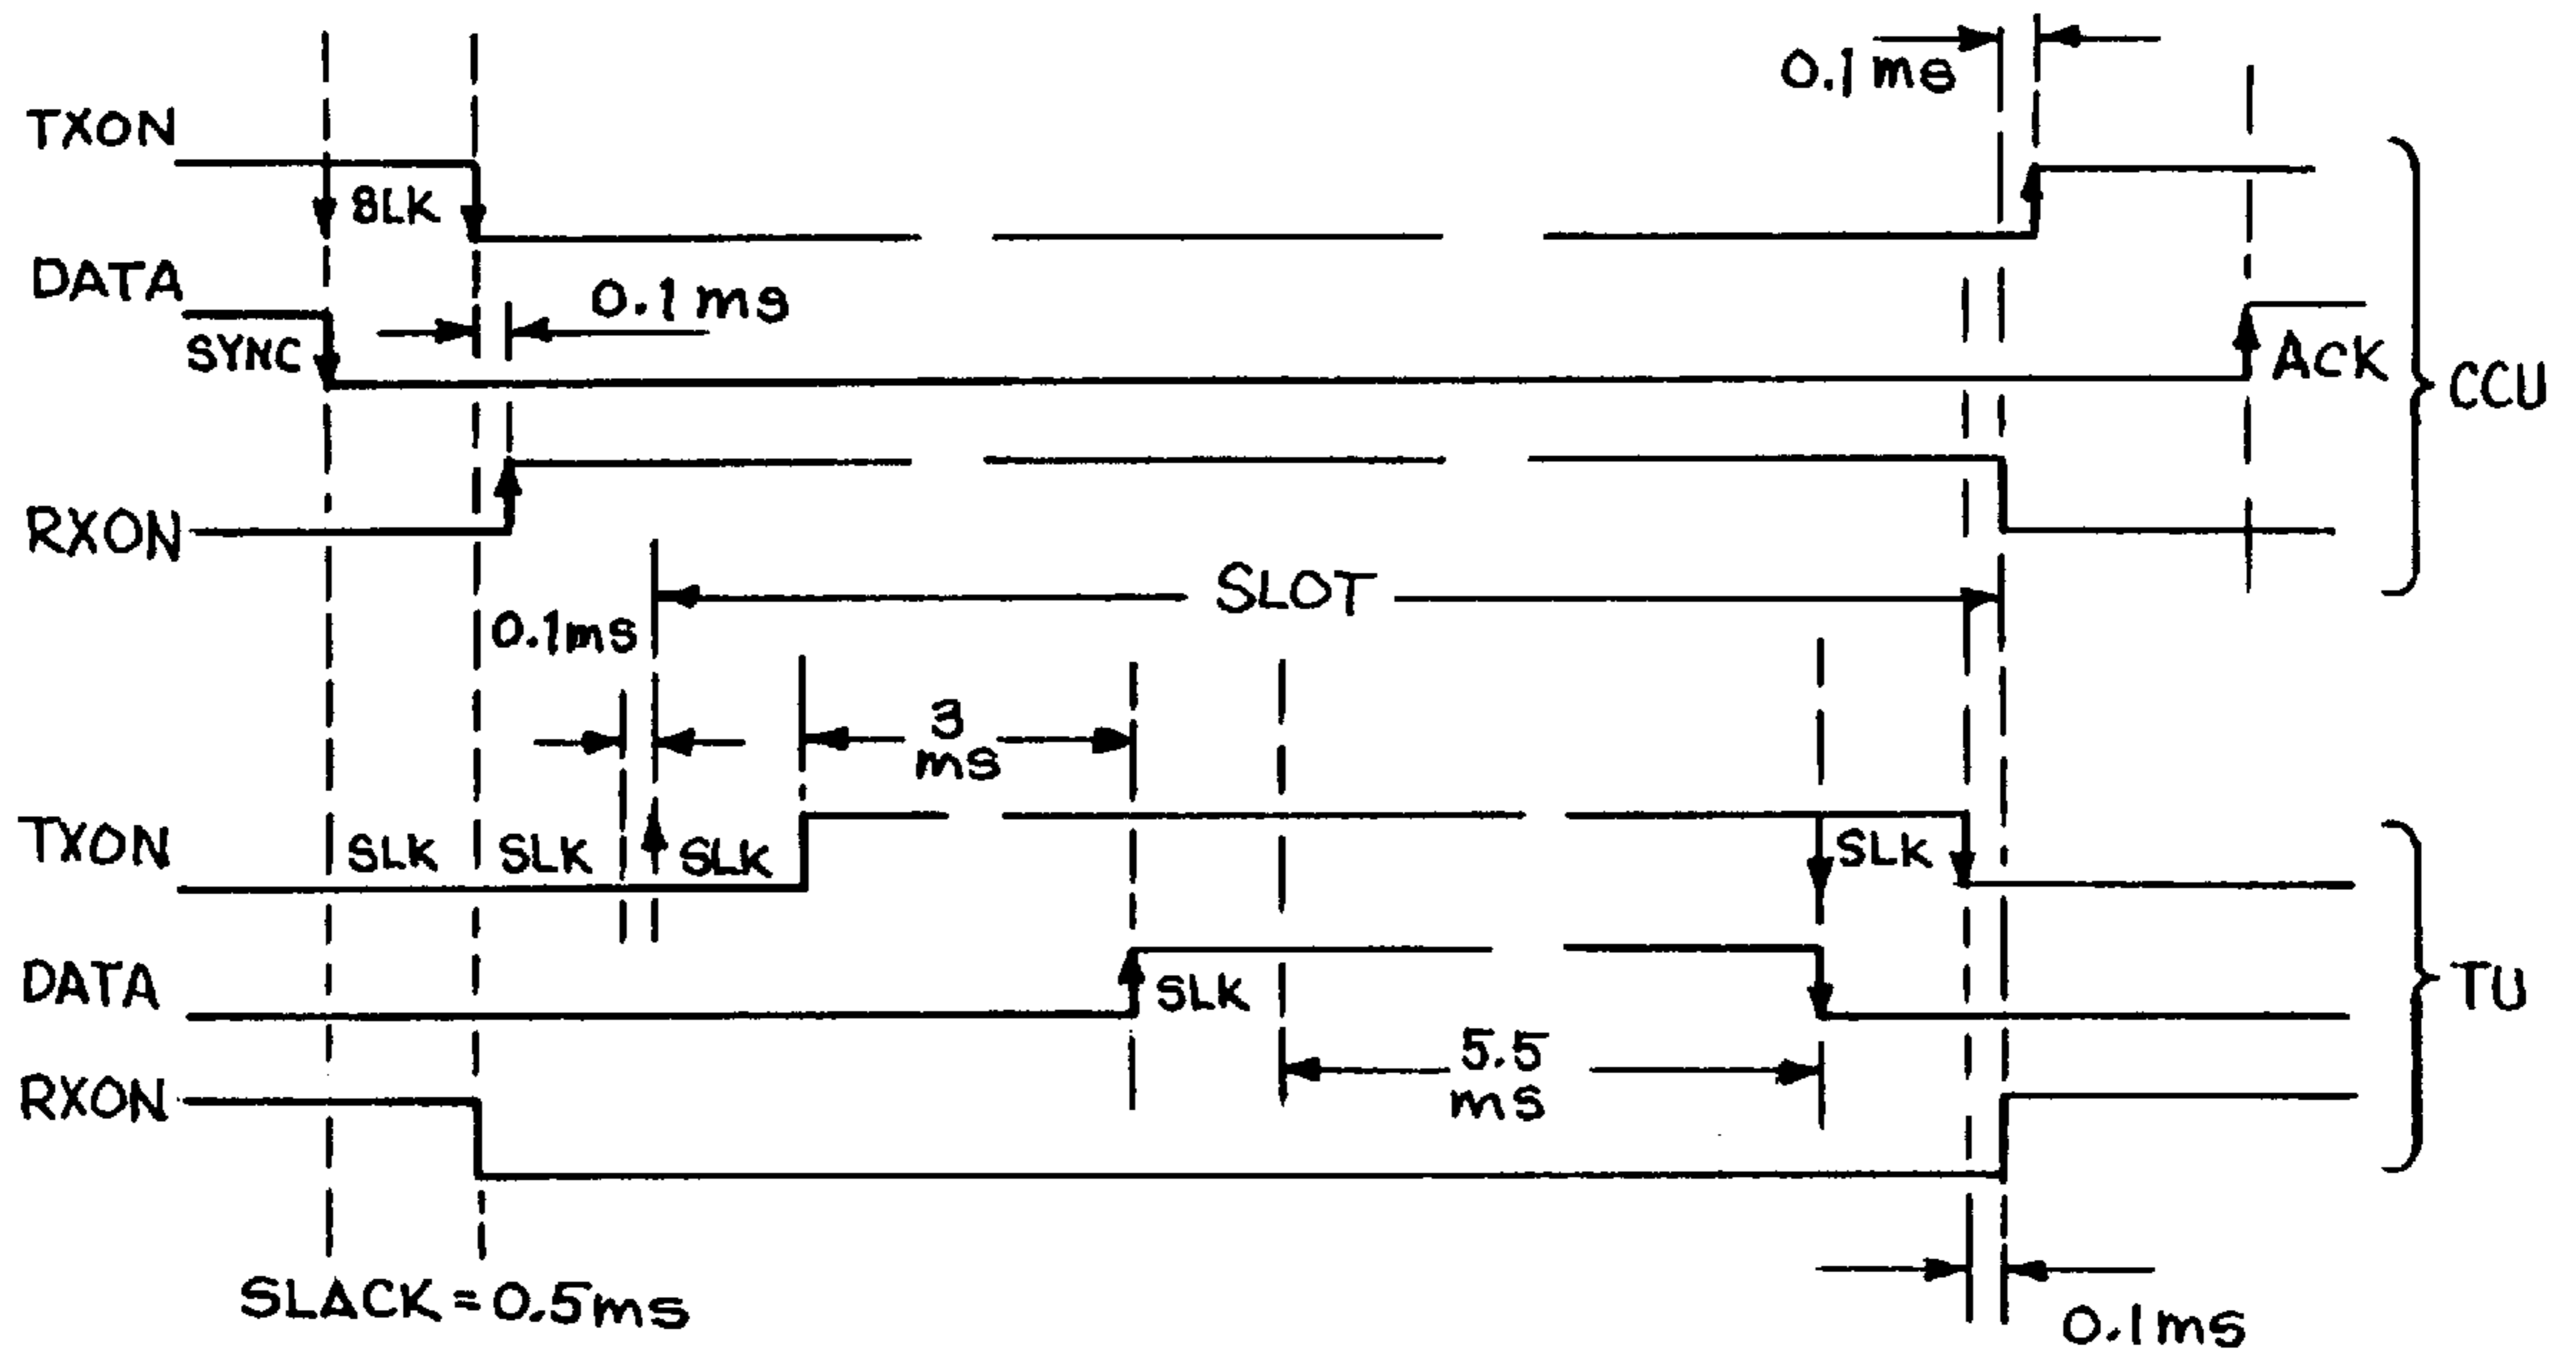 0.1 ms
TXON
SLK
DATA
0.1 ms
SYNC
ACK
CCU
RXON
SLOT
0.1ms
3
ms
TXON
SLK
SLK
SLK
SLK
DATA
SLK
TU
5.5
ms
RXON
SLACK = 0.5ms
0.1ms